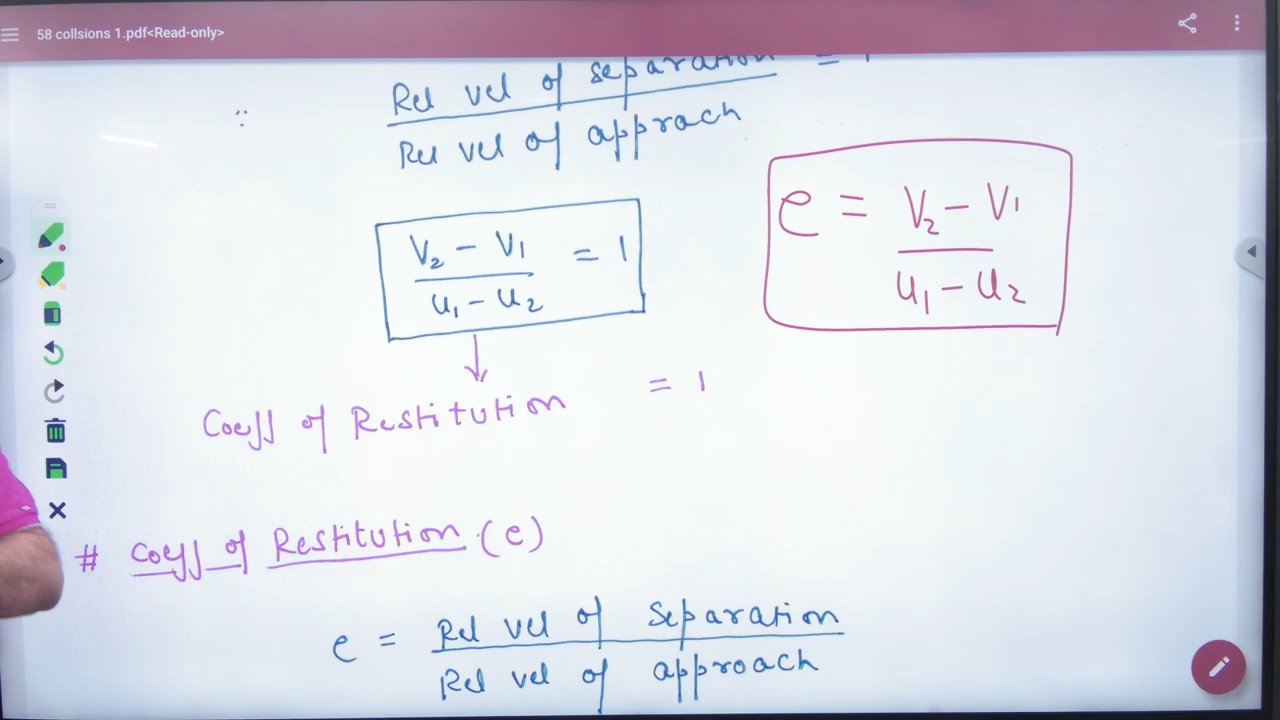 58 collsions 1.pdf<Read-only>
Rel vel of separation = 1
∵
Rel vel of approach
V₂ − V₁
= 1
u₁ − u₂
e = V₂ − V₁
u₁ − u₂
Coeff of Restitution = 1
# Coeff of Restitution (e)
e = Rel vel of Separation
Rel vel of approach